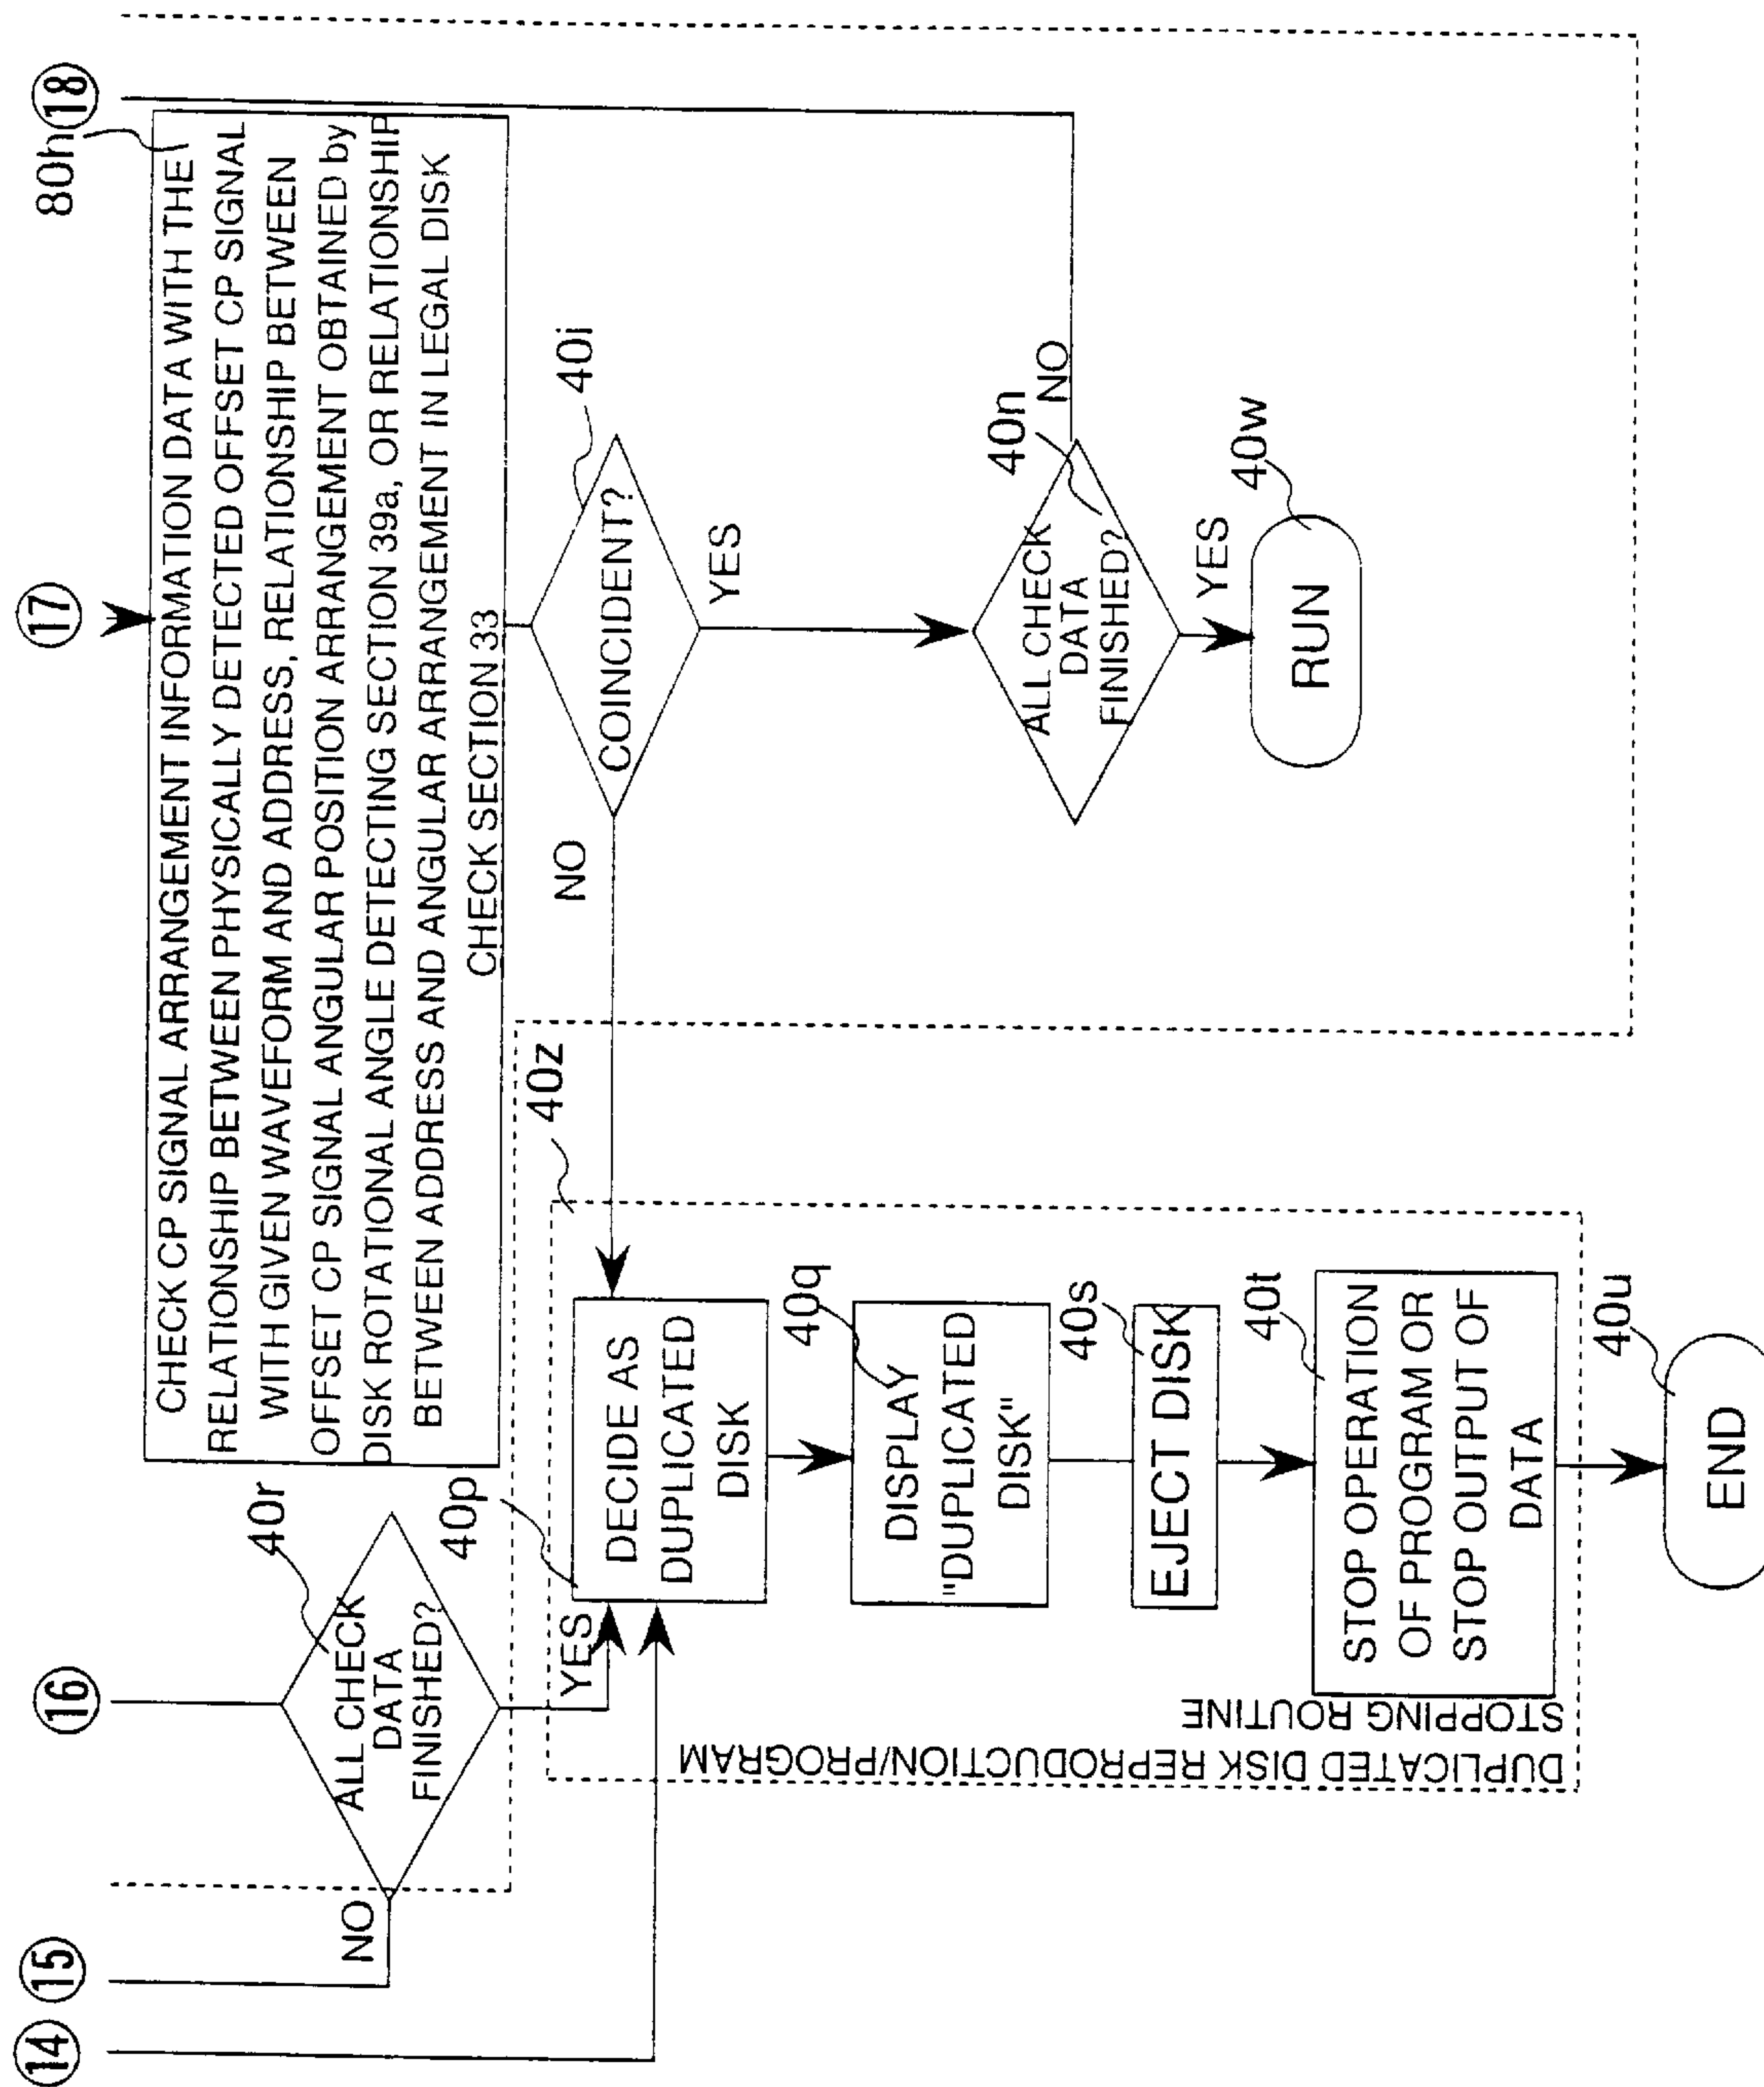 14
15
16
17
18
80h
CHECK CP SIGNAL ARRANGEMENT INFORMATION DATA WITH THE
RELATIONSHIP BETWEEN PHYSICALLY DETECTED OFFSET CP SIGNAL
WITH GIVEN WAVEFORM AND ADDRESS, RELATIONSHIP BETWEEN
OFFSET CP SIGNAL ANGULAR POSITION ARRANGEMENT OBTAINED by
DISK ROTATIONAL ANGLE DETECTING SECTION 39a, OR RELATIONSHIP
BETWEEN ADDRESS AND ANGULAR ARRANGEMENT IN LEGAL DISK
CHECK SECTION 33
40r
ALL CHECK
DATA
FINISHED?
NO
YES
40i
COINCIDENT?
NO
YES
40z
40p
DECIDE AS
DUPLICATED
DISK
40q
DISPLAY
"DUPLICATED
DISK"
40s
EJECT DISK
40t
STOP OPERATION
OF PROGRAM OR
STOP OUTPUT OF
DATA
DUPLICATED DISK REPRODUCTION/PROGRAM
STOPPING ROUTINE
40u
END
40n
ALL CHECK
DATA
FINISHED?
NO
YES
40w
RUN